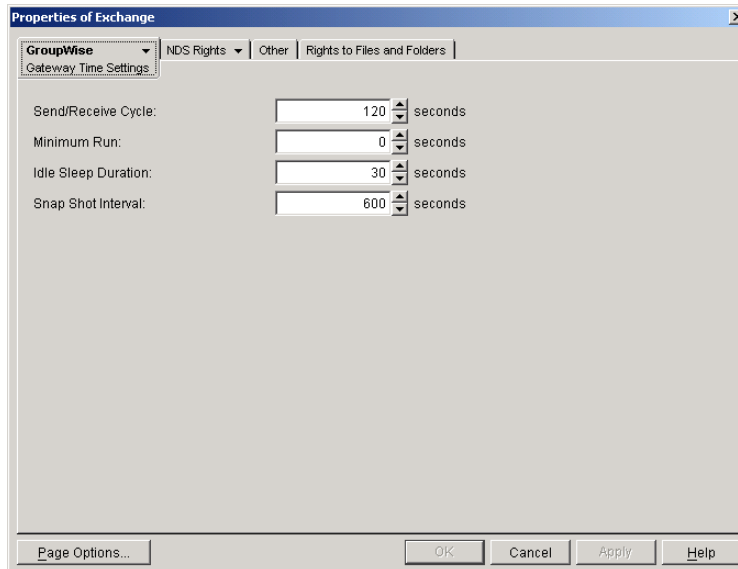 Properties of Exchange
GroupWise
NDS Rights
Other
Rights to Files and Folders
Gateway Time Settings
Send/Receive Cycle: 120 seconds
Minimum Run: 0 seconds
Idle Sleep Duration: 30 seconds
Snap Shot Interval: 600 seconds
Page Options... OK Cancel Apply Help